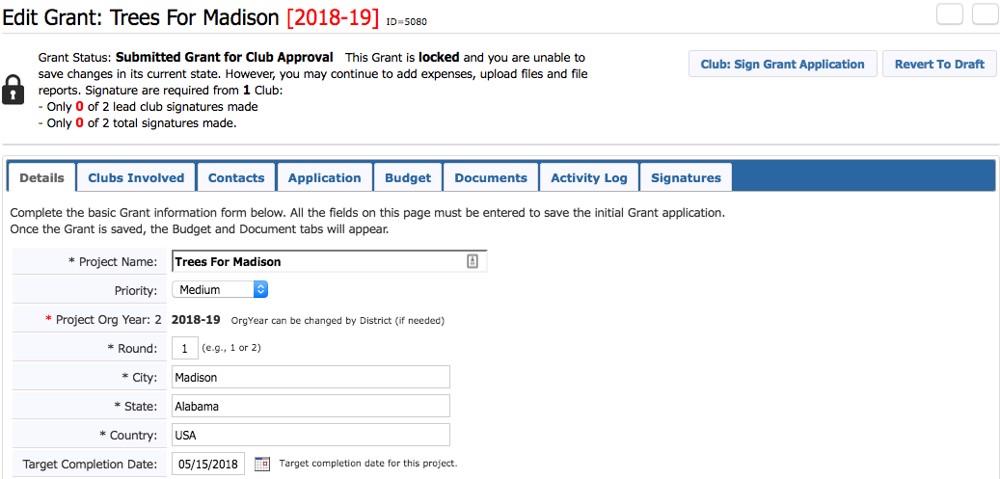 Edit Grant: Trees For Madison [2018-19] ID=5080
Grant Status: Submitted Grant for Club Approval This Grant is locked and you are unable to
save changes in its current state. However, you may continue to add expenses, upload files and file
reports. Signature are required from 1 Club:
- Only 0 of 2 lead club signatures made
- Only 0 of 2 total signatures made.
Club: Sign Grant Application Revert To Draft
Details Clubs Involved Contacts Application Budget Documents Activity Log Signatures
Complete the basic Grant information form below. All the fields on this page must be entered to save the initial Grant application.
Once the Grant is saved, the Budget and Document tabs will appear.
* Project Name: Trees For Madison
Priority: Medium
* Project Org Year: 2 2018-19 OrgYear can be changed by District (if needed)
* Round: 1 (e.g., 1 or 2)
* City: Madison
* State: Alabama
* Country: USA
Target Completion Date: 05/15/2018 Target completion date for this project.